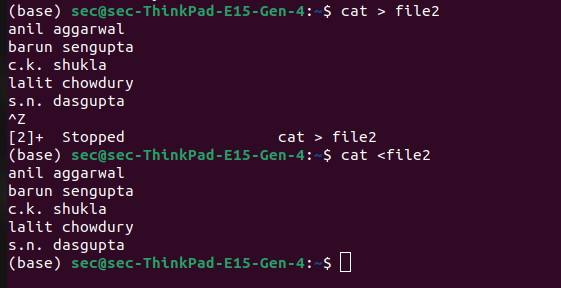 (base) sec@sec-ThinkPad-E15-Gen-4:~$ cat > file2
anil aggarwal
barun sengupta
c.k. shukla
lalit chowdury
s.n. dasgupta
^Z
[2]+  Stopped                 cat > file2
(base) sec@sec-ThinkPad-E15-Gen-4:~$ cat <file2
anil aggarwal
barun sengupta
c.k. shukla
lalit chowdury
s.n. dasgupta
(base) sec@sec-ThinkPad-E15-Gen-4:~$